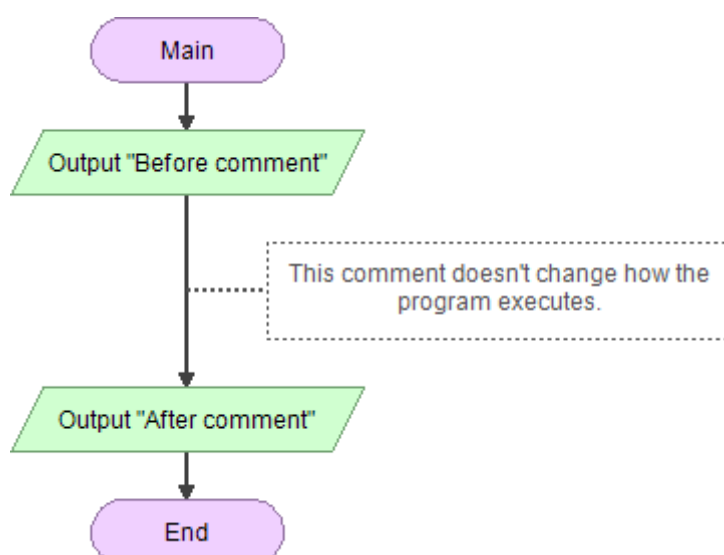 Main
Output "Before comment"
This comment doesn't change how the
program executes.
Output "After comment"
End